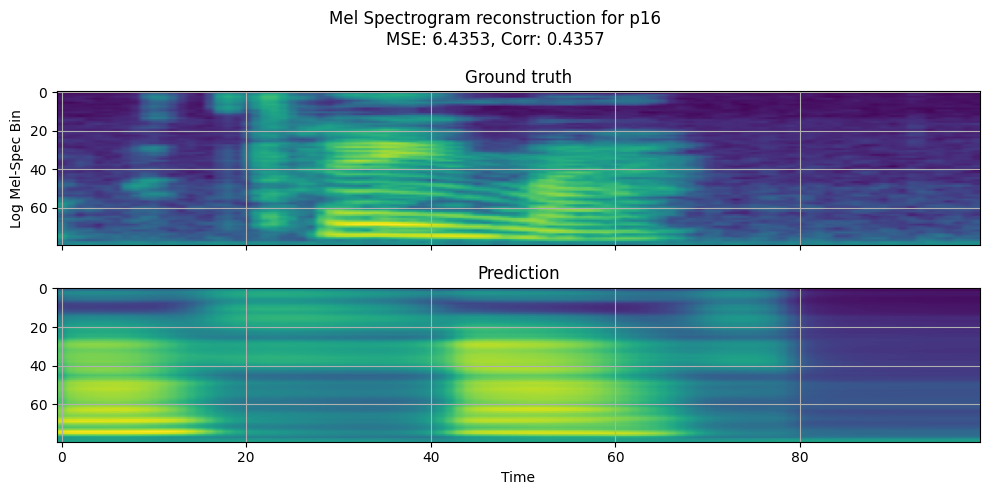 Mel Spectrogram reconstruction for p16
MSE: 6.4353, Corr: 0.4357
Ground truth
Log Mel-Spec Bin
0
20
40
60
Prediction
0
20
40
60
0 20 40 60 80
Time